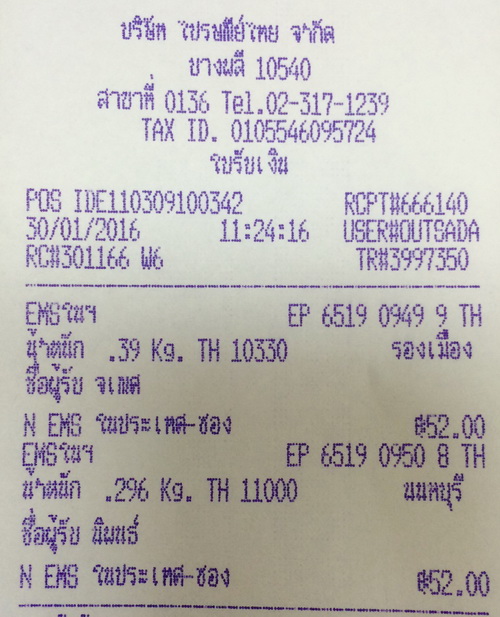 บริษัท ไปรษณีย์ไทย จำกัด
บางพลี 10540
สาขาที่ 0136 Tel.02-317-1239
TAX ID. 0105546095724
ใบรับเงิน
POS IDE110309100342 RCPT#666140
30/01/2016 11:24:16 USER#OUTSADA
RC#301166 W6 TR#3997350
EMSในฯ EP 6519 0949 9 TH
น้ำหนัก .39 Kg. TH 10330 รองเมือง
ชื่อผู้รับ จเมศ
N EMS ในประเทศ-ซอง ฿52.00
EMSในฯ EP 6519 0950 8 TH
น้ำหนัก .296 Kg. TH 11000 นนทบุรี
ชื่อผู้รับ นิพนธ์
N EMS ในประเทศ-ซอง ฿52.00